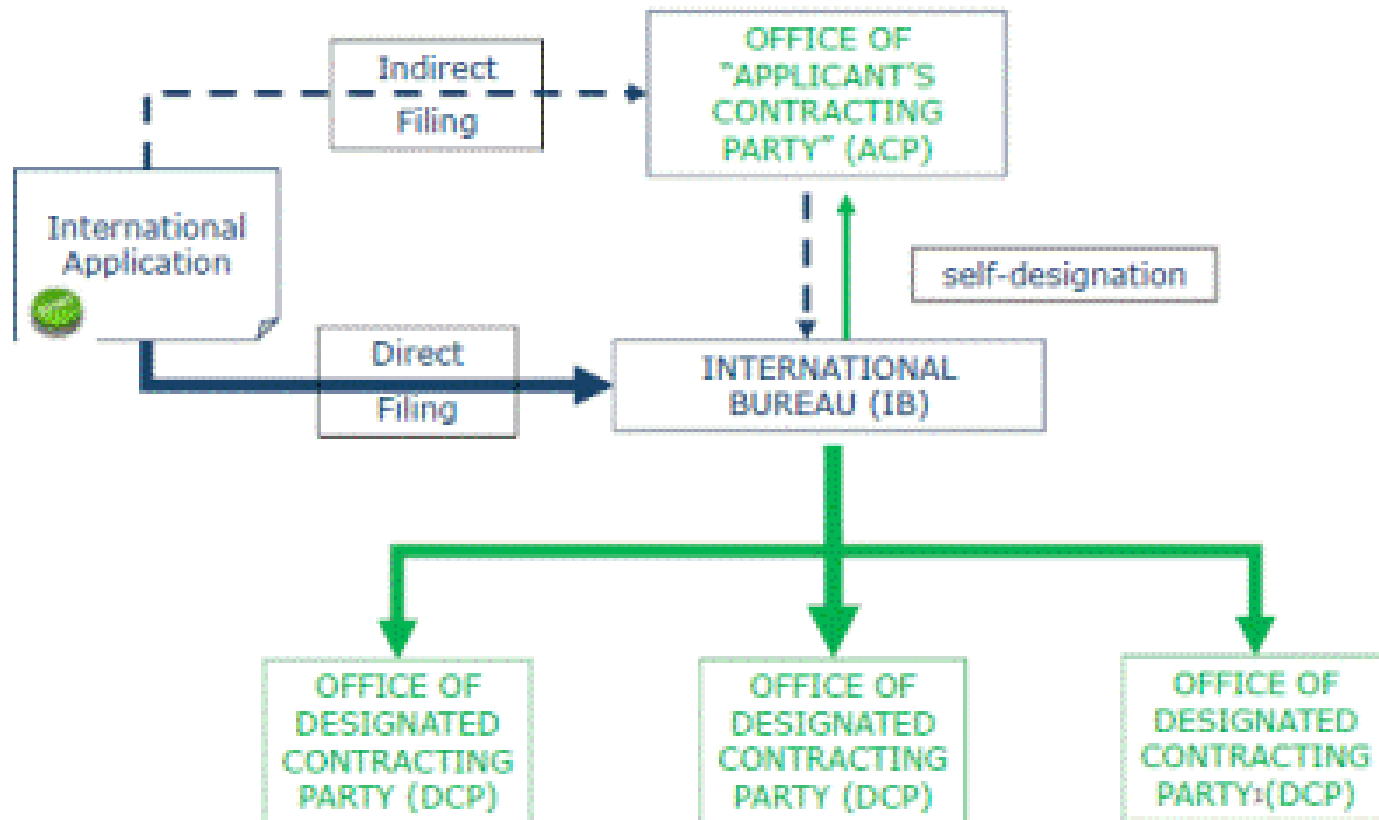 Indirect
Filing
OFFICE OF
"APPLICANT'S
CONTRACTING
PARTY" (ACP)
International
Application
self-designation
Direct
Filing
INTERNATIONAL
BUREAU (IB)
OFFICE OF
DESIGNATED
CONTRACTING
PARTY (DCP)
OFFICE OF
DESIGNATED
CONTRACTING
PARTY (DCP)
OFFICE OF
DESIGNATED
CONTRACTING
PARTY (DCP)